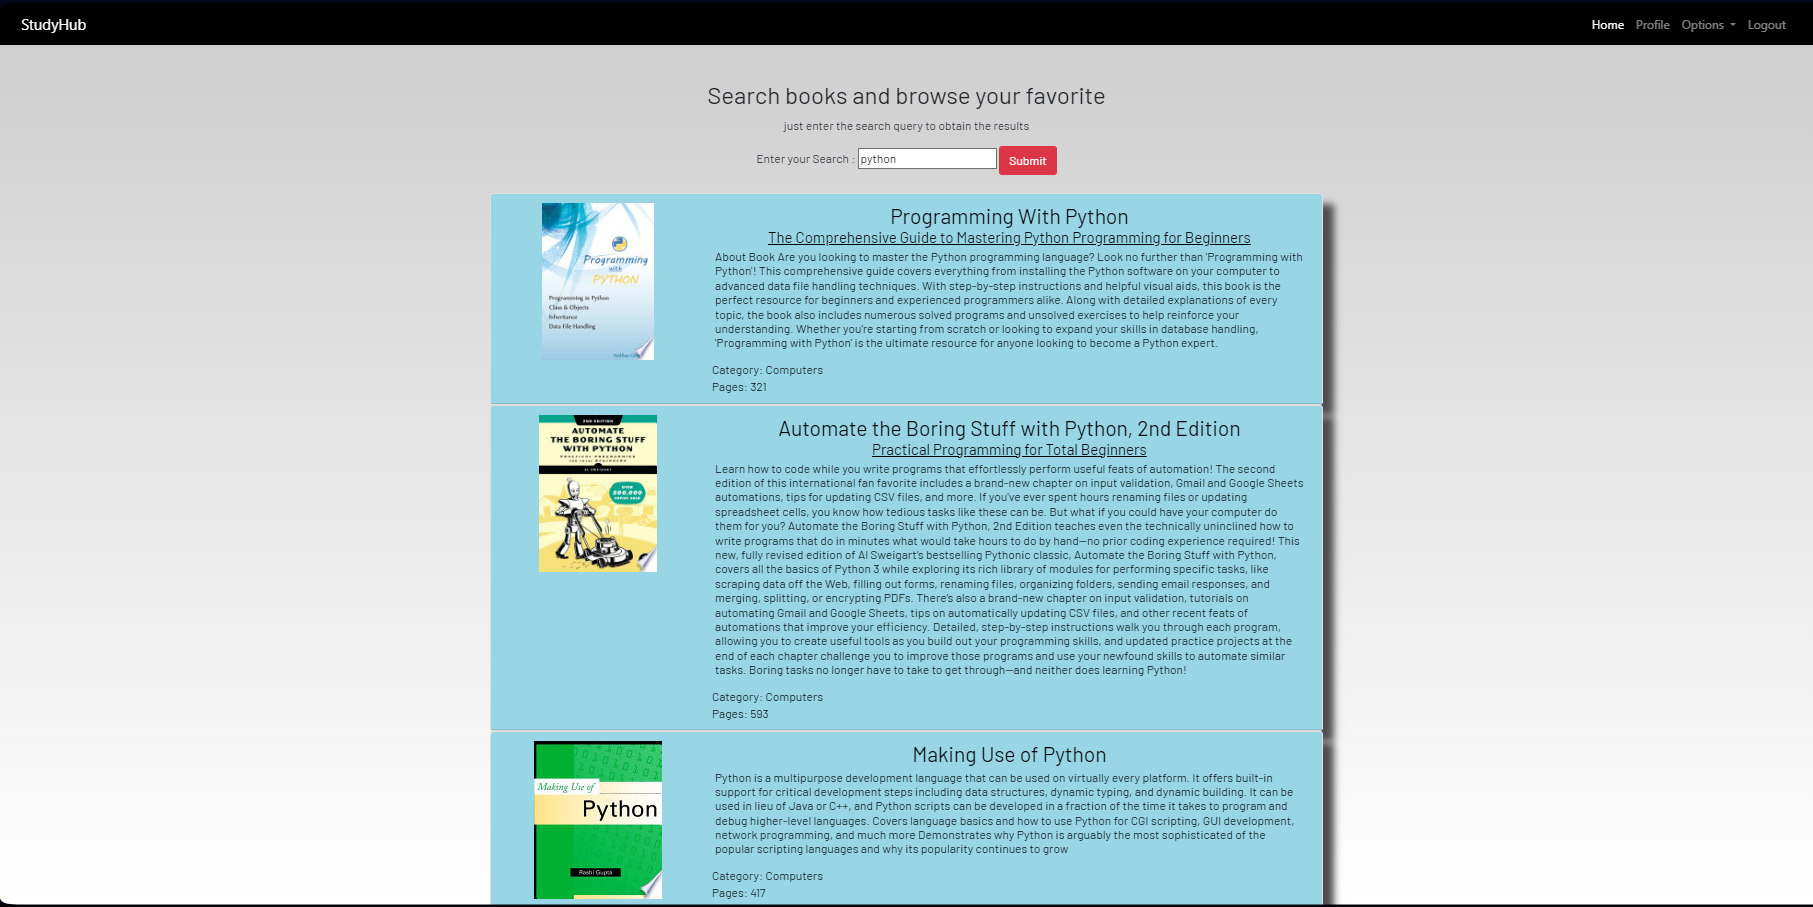 StudyHub
Home Profile Options Logout
Search books and browse your favorite
just enter the search query to obtain the results
Enter your Search : python Submit
Programming
with
PYTHON
Programming in Python
Class & Objects
Inheritance
Data File Handling
Programming With Python
The Comprehensive Guide to Mastering Python Programming for Beginners
About Book Are you looking to master the Python programming language? Look no further than 'Programming with
Python'! This comprehensive guide covers everything from installing the Python software on your computer to
advanced data file handling techniques. With step-by-step instructions and helpful visual aids, this book is the
perfect resource for beginners and experienced programmers alike. Along with detailed explanations of every
topic, the book also includes numerous solved programs and unsolved exercises to help reinforce your
understanding. Whether you're starting from scratch or looking to expand your skills in database handling,
'Programming with Python' is the ultimate resource for anyone looking to become a Python expert.
Category: Computers
Pages: 321
2ND EDITION
AUTOMATE
THE BORING STUFF
WITH PYTHON
PRACTICAL PROGRAMMING
FOR TOTAL BEGINNERS
AL SWEIGART
OVER
500,000
COPIES SOLD
Automate the Boring Stuff with Python, 2nd Edition
Practical Programming for Total Beginners
Learn how to code while you write programs that effortlessly perform useful feats of automation! The second
edition of this international fan favorite includes a brand-new chapter on input validation, Gmail and Google Sheets
automations, tips for updating CSV files, and more. If you've ever spent hours renaming files or updating
spreadsheet cells, you know how tedious tasks like these can be. But what if you could have your computer do
them for you? Automate the Boring Stuff with Python, 2nd Edition teaches even the technically uninclined how to
write programs that do in minutes what would take hours to do by hand—no prior coding experience required! This
new, fully revised edition of Al Sweigart's bestselling Pythonic classic, Automate the Boring Stuff with Python,
covers all the basics of Python 3 while exploring its rich library of modules for performing specific tasks, like
scraping data off the Web, filling out forms, renaming files, organizing folders, sending email responses, and
merging, splitting, or encrypting PDFs. There's also a brand-new chapter on input validation, tutorials on
automating Gmail and Google Sheets, tips on automatically updating CSV files, and other recent feats of
automations that improve your efficiency. Detailed, step-by-step instructions walk you through each program,
allowing you to create useful tools as you build out your programming skills, and updated practice projects at the
end of each chapter challenge you to improve those programs and use your newfound skills to automate similar
tasks. Boring tasks no longer have to take to get through—and neither does learning Python!
Category: Computers
Pages: 593
Making Use of
Python
Rashi Gupta
Making Use of Python
Python is a multipurpose development language that can be used on virtually every platform. It offers built-in
support for critical development steps including data structures, dynamic typing, and dynamic building. It can be
used in lieu of Java or C++, and Python scripts can be developed in a fraction of the time it takes to program and
debug higher-level languages. Covers language basics and how to use Python for CGI scripting, GUI development,
network programming, and much more Demonstrates why Python is arguably the most sophisticated of the
popular scripting languages and why its popularity continues to grow
Category: Computers
Pages: 417